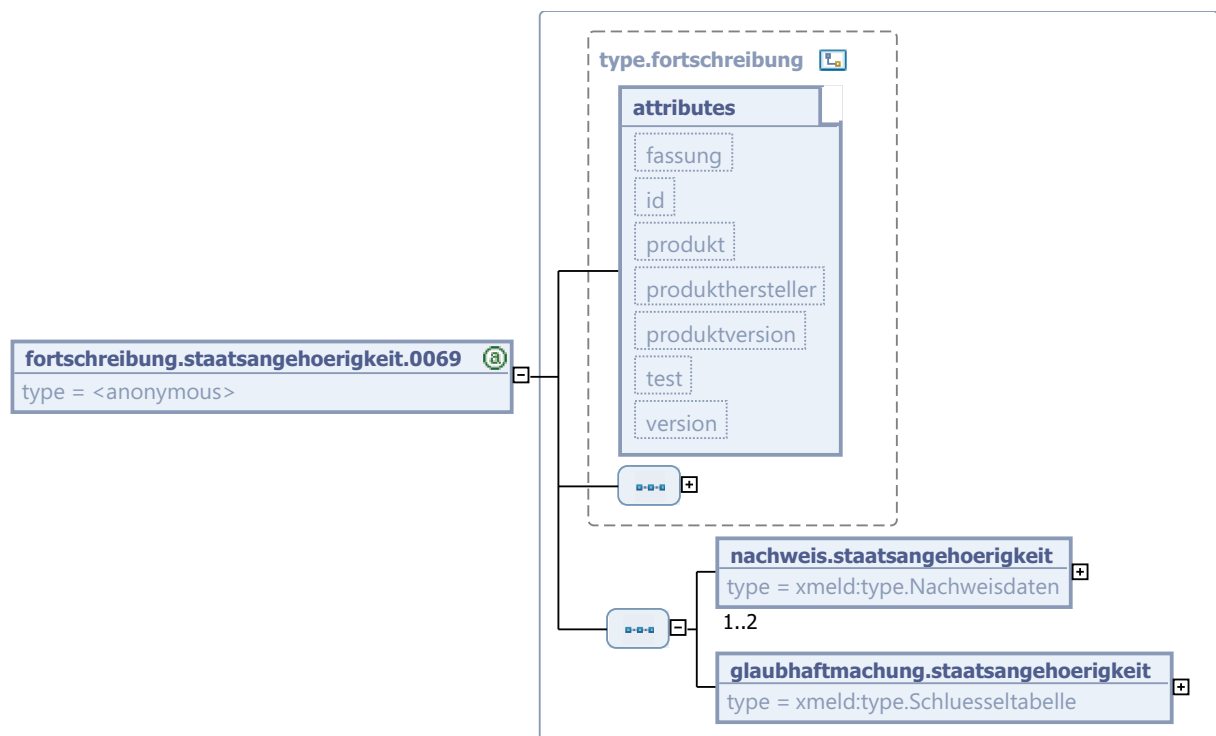 type.fortschreibung
attributes
fassung
id
produkt
produkthersteller
produktversion
test
version
fortschreibung.staatsangehoerigkeit.0069 a
type = <anonymous>
nachweis.staatsangehoerigkeit
type = xmeld:type.Nachweisdaten
1..2
glaubhaftmachung.staatsangehoerigkeit
type = xmeld:type.Schluesseltabelle